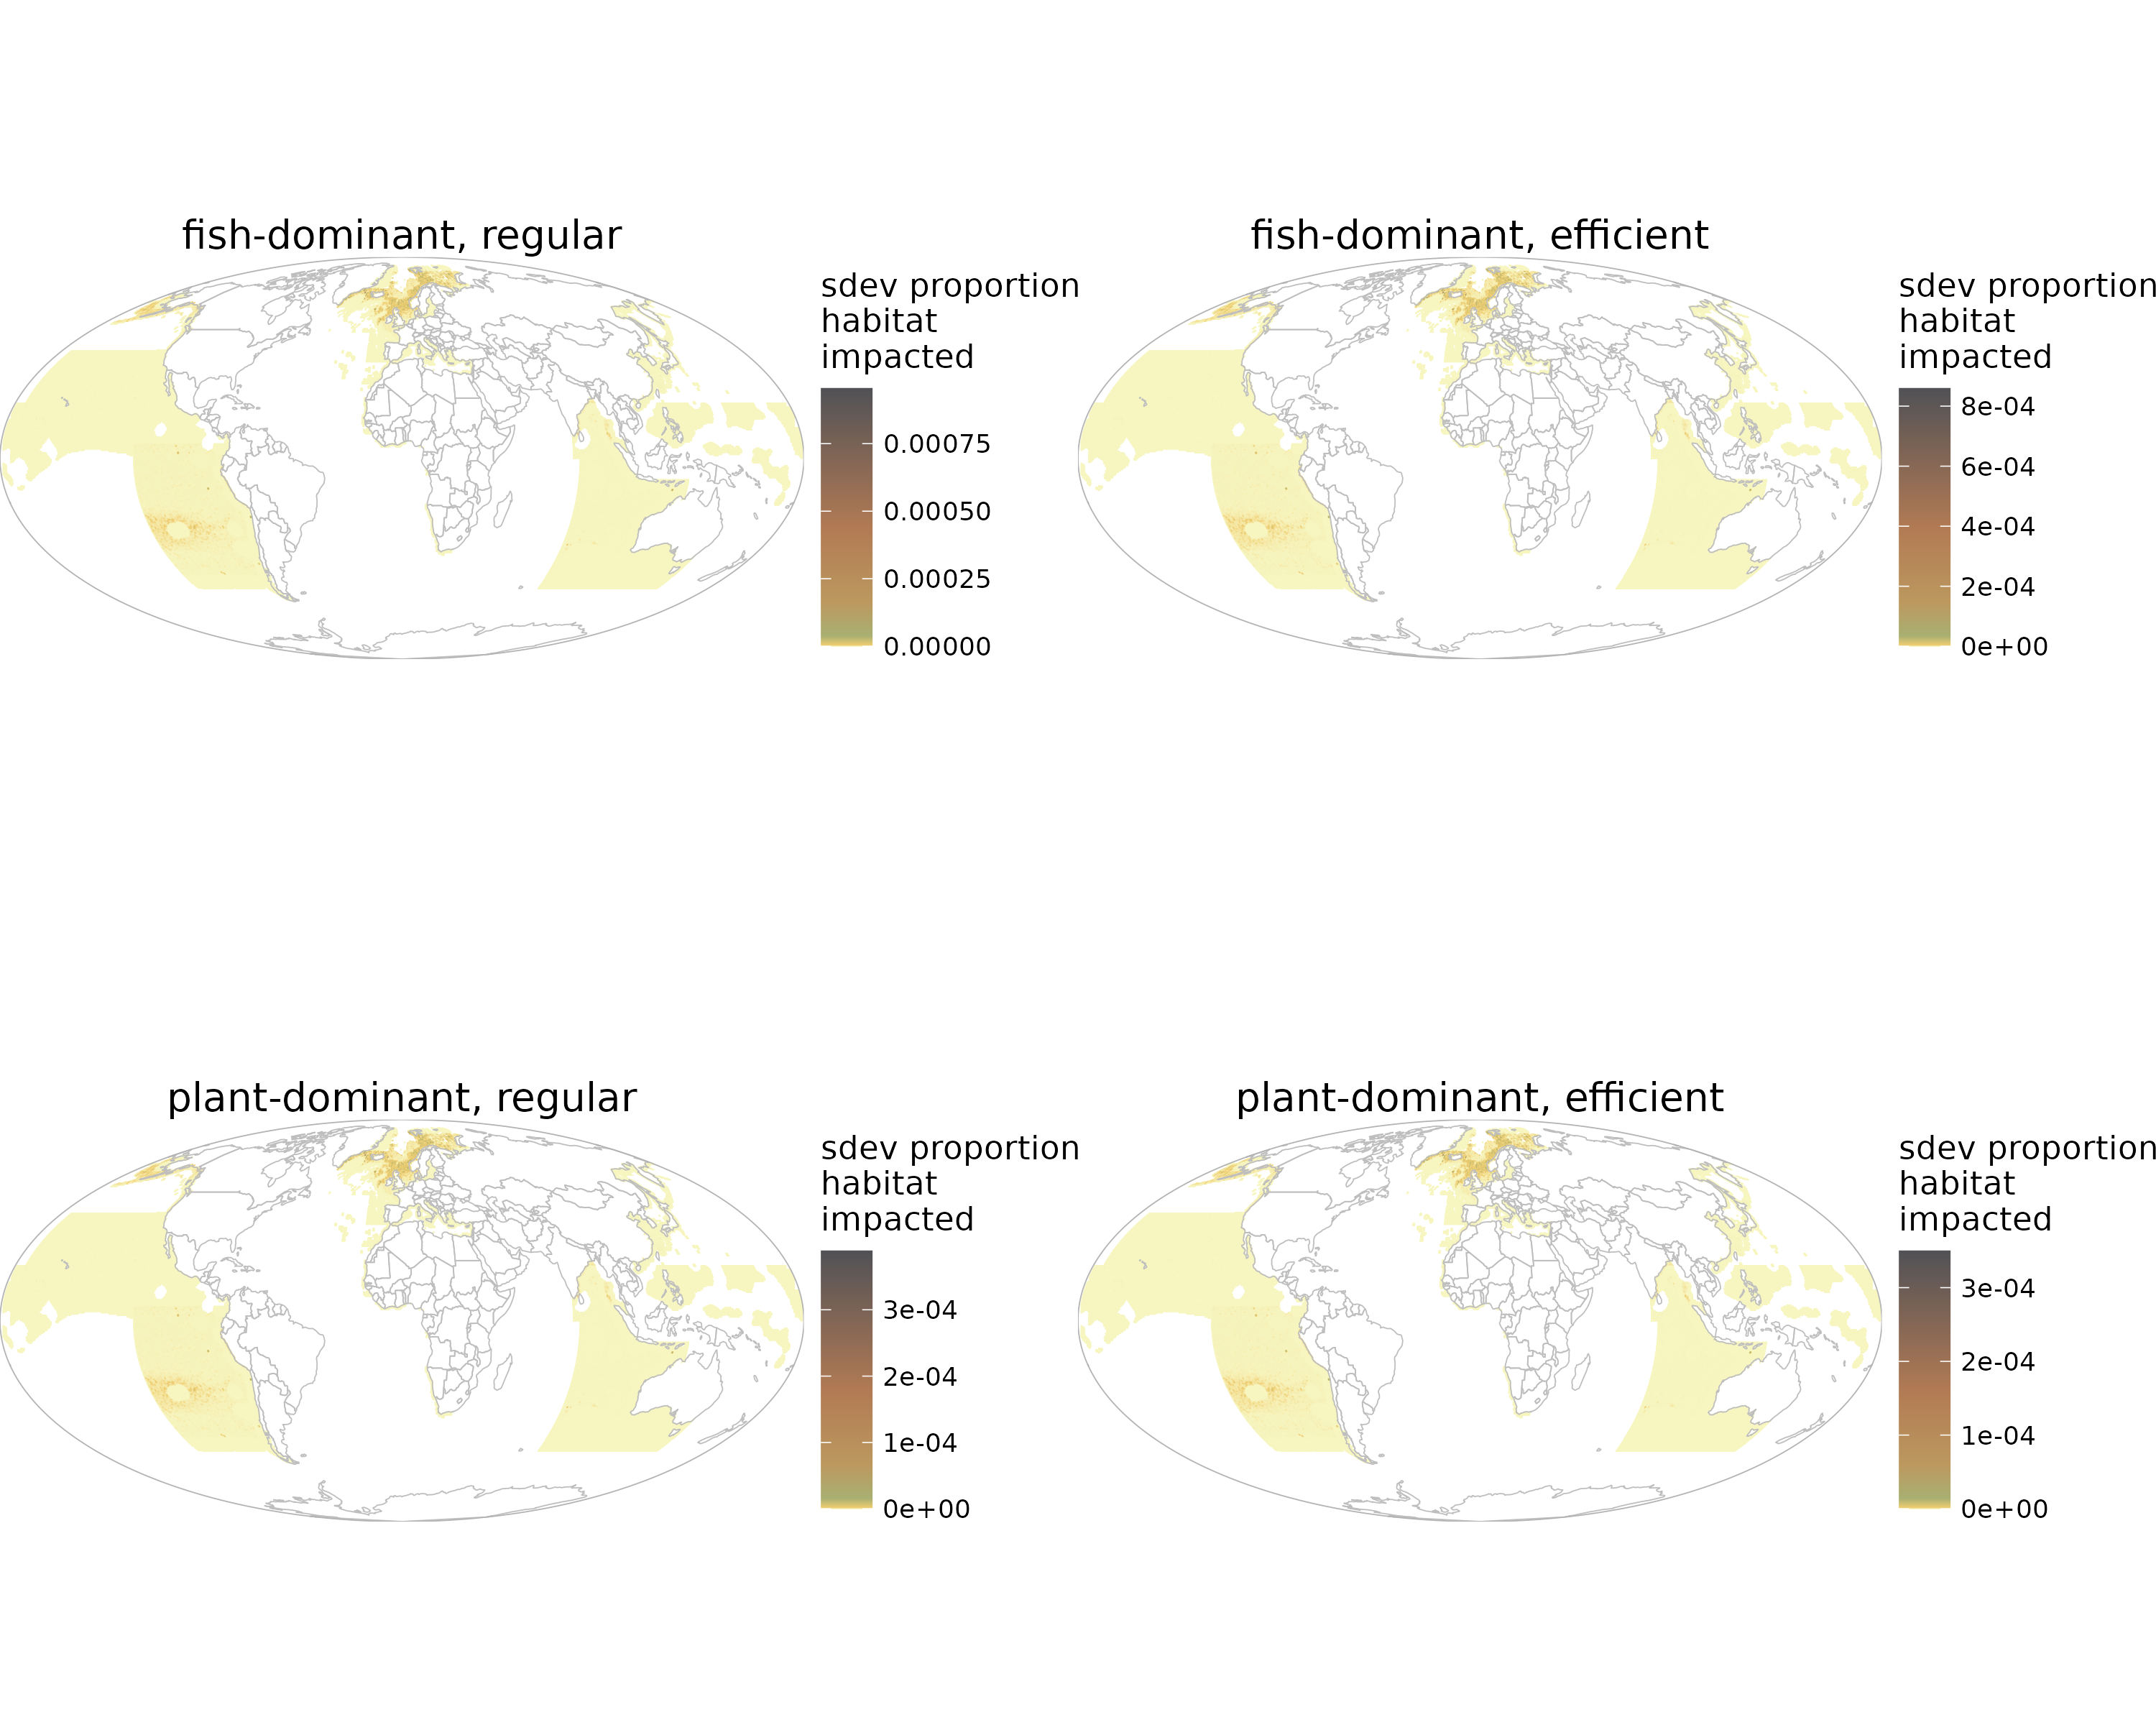 fish-dominant, regular
sdev proportion
habitat
impacted
0.00075
0.00050
0.00025
0.00000
fish-dominant, efficient
sdev proportion
habitat
impacted
8e-04
6e-04
4e-04
2e-04
0e+00
plant-dominant, regular
sdev proportion
habitat
impacted
3e-04
2e-04
1e-04
0e+00
plant-dominant, efficient
sdev proportion
habitat
impacted
3e-04
2e-04
1e-04
0e+00